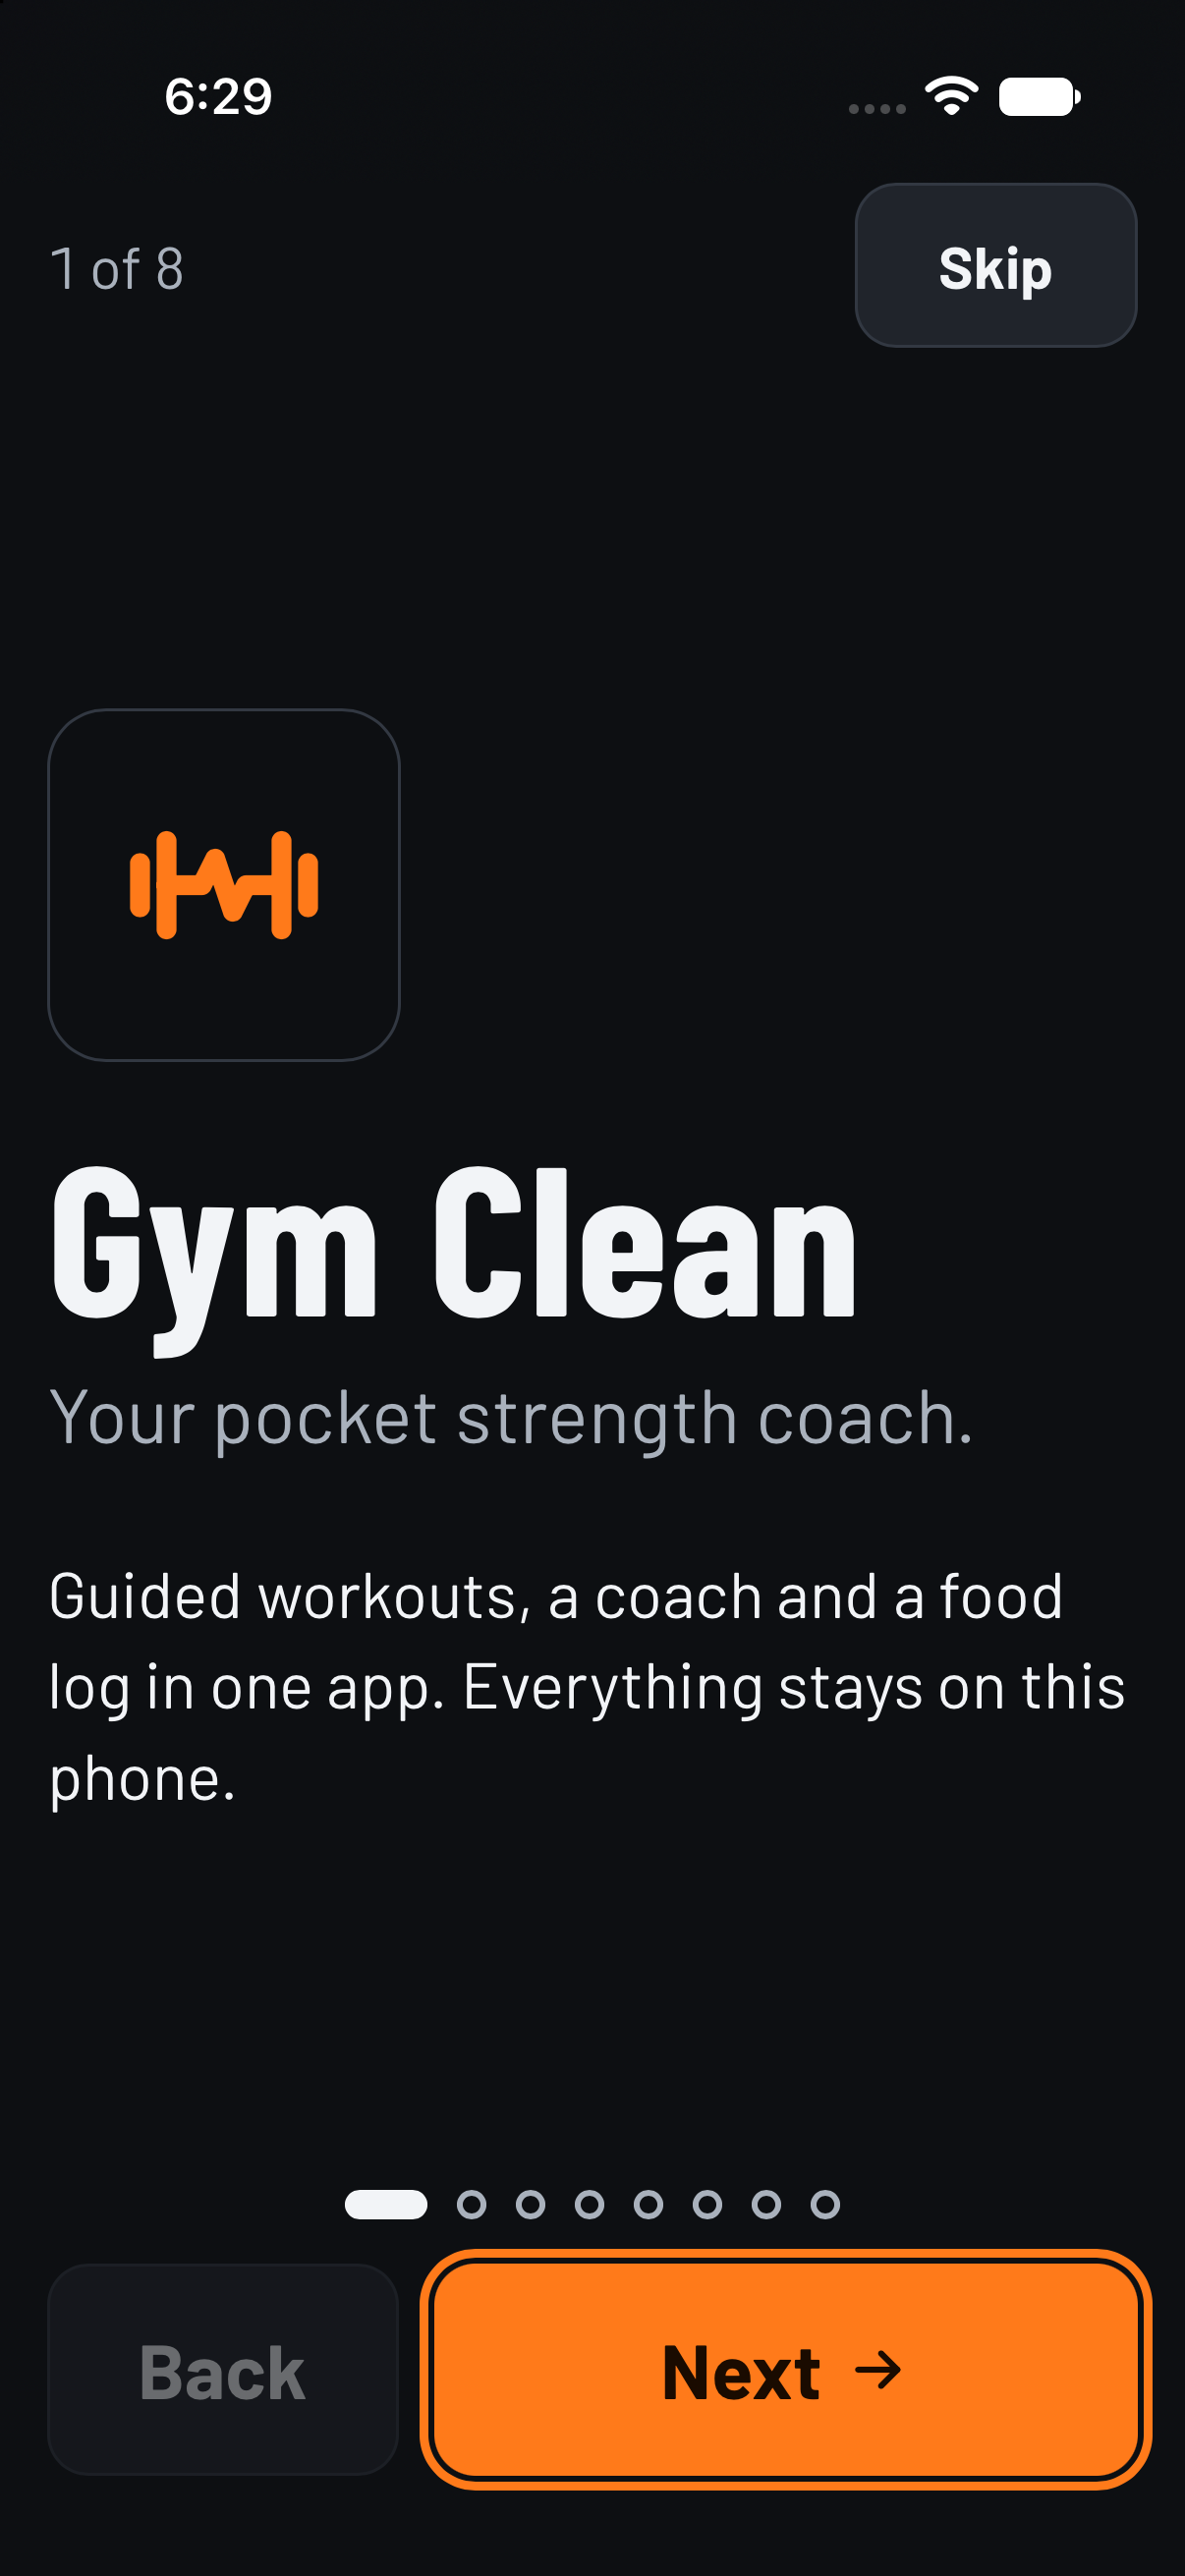 6:29
1 of 8
Skip
Gym Clean
Your pocket strength coach.
Guided workouts, a coach and a food
log in one app. Everything stays on this
phone.
Back
Next →